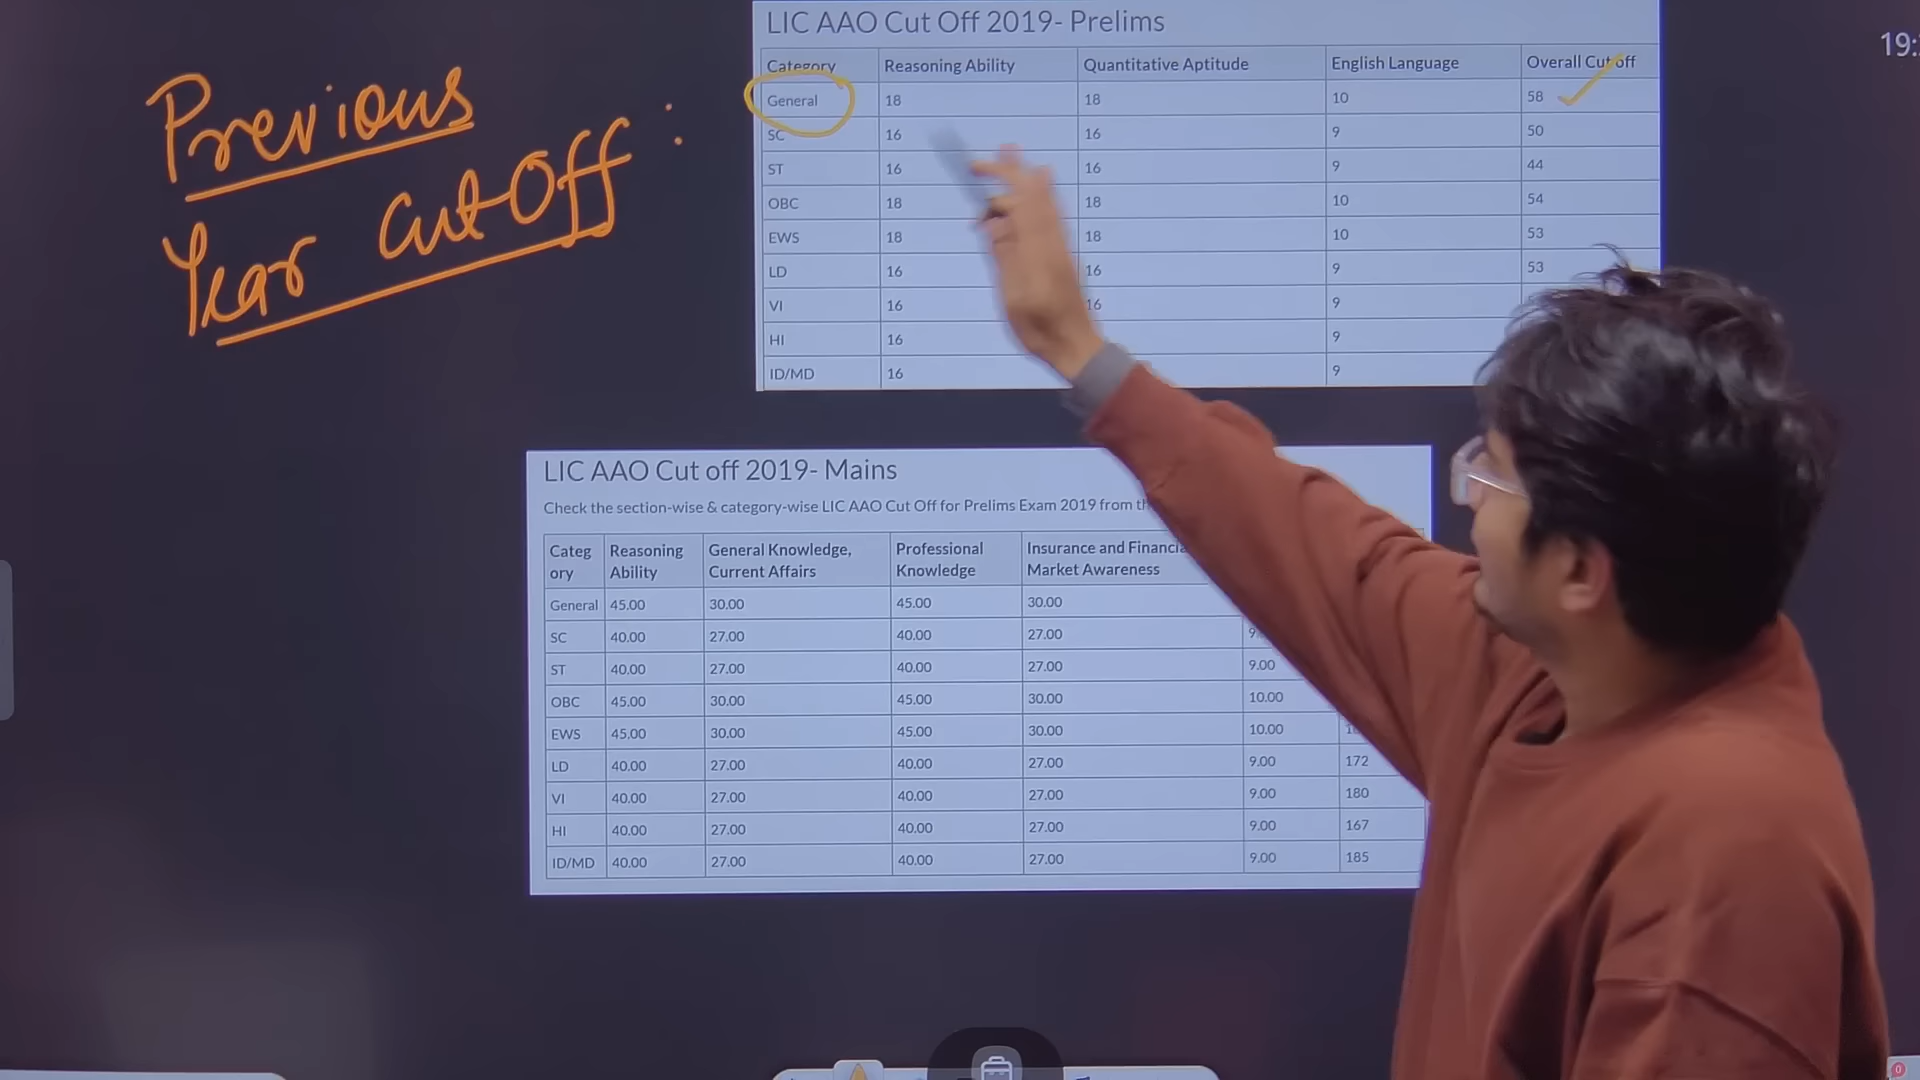 Previous
Year Cut Off :
19:
LIC AAO Cut Off 2019- Prelims
Category Reasoning Ability Quantitative Aptitude English Language Overall Cut off
General 18 18 10 58
SC 16 16 9 50
ST 16 16 9 44
OBC 18 18 10 54
EWS 18 18 10 53
LD 16 16 9 53
VI 16 16 9
HI 16 9
ID/MD 16 9
LIC AAO Cut off 2019- Mains
Check the section-wise & category-wise LIC AAO Cut Off for Prelims Exam 2019 from
Categ Reasoning General Knowledge, Professional Insurance and
ory Ability Current Affairs Knowledge Market Awareness
General 45.00 30.00 45.00 30.00
SC 40.00 27.00 40.00 27.00
ST 40.00 27.00 40.00 27.00 9.00
OBC 45.00 30.00 45.00 30.00 10.00
EWS 45.00 30.00 45.00 30.00 10.00
LD 40.00 27.00 40.00 27.00 9.00 172
VI 40.00 27.00 40.00 27.00 9.00 180
HI 40.00 27.00 40.00 27.00 9.00 167
ID/MD 40.00 27.00 40.00 27.00 9.00 185
0